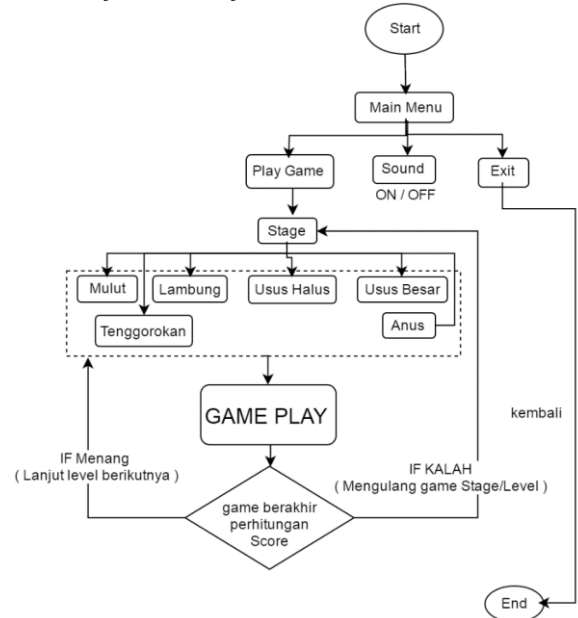 Start
Main Menu
Play Game
Sound
Exit
ON / OFF
Stage
Mulut
Lambung
Usus Halus
Usus Besar
Tenggorokan
Anus
GAME PLAY
kembali
IF Menang
( Lanjut level berikutnya )
IF KALAH
( Mengulang game Stage/Level )
game berakhir
perhitungan
Score
End